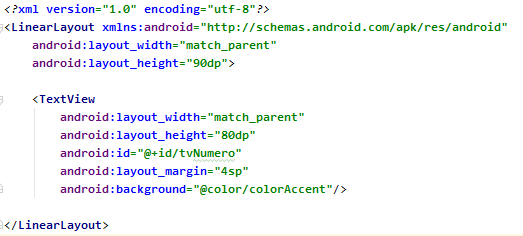 <?xml version="1.0" encoding="utf-8"?>
<LinearLayout xmlns:android="http://schemas.android.com/apk/res/android"
    android:layout_width="match_parent"
    android:layout_height="90dp">
    <TextView
        android:layout_width="match_parent"
        android:layout_height="80dp"
        android:id="@+id/tvNumero"
        android:layout_margin="4sp"
        android:background="@color/colorAccent"/>
</LinearLayout>